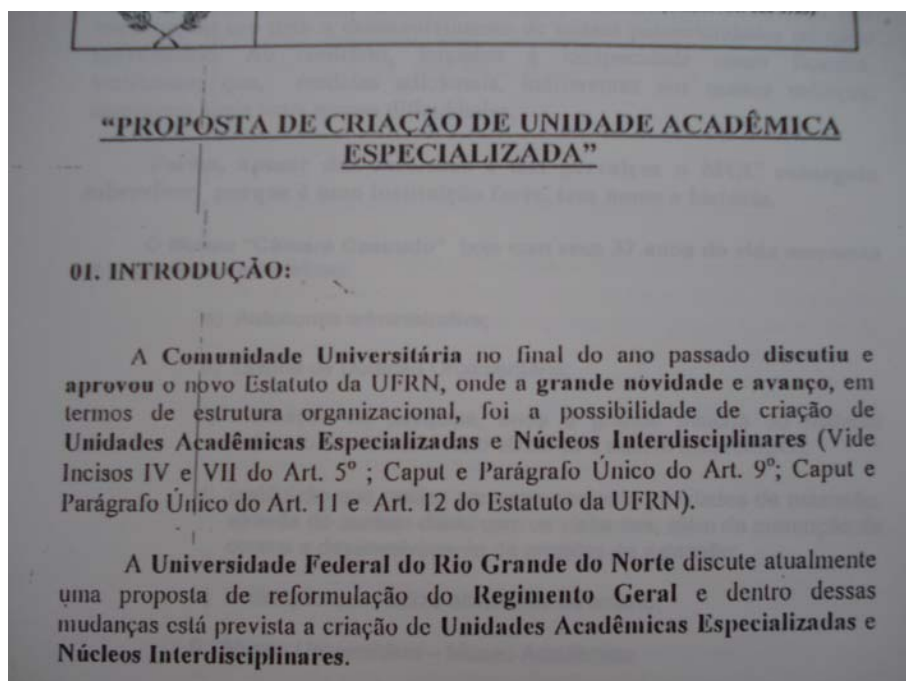 “PROPOSTA DE CRIAÇÃO DE UNIDADE ACADÊMICA
ESPECIALIZADA”
01. INTRODUÇÃO:
A Comunidade Universitária no final do ano passado discutiu e
aprovou o novo Estatuto da UFRN, onde a grande novidade e avanço, em
termos de estrutura organizacional, foi a possibilidade de criação de
Unidades Acadêmicas Especializadas e Núcleos Interdisciplinares (Vide
Incisos IV e VII do Art. 5º ; Caput e Parágrafo Único do Art. 9º; Caput e
Parágrafo Único do Art. 11 e Art. 12 do Estatuto da UFRN).
A Universidade Federal do Rio Grande do Norte discute atualmente
uma proposta de reformulação do Regimento Geral e dentro dessas
mudanças está prevista a criação de Unidades Acadêmicas Especializadas e
Núcleos Interdisciplinares.